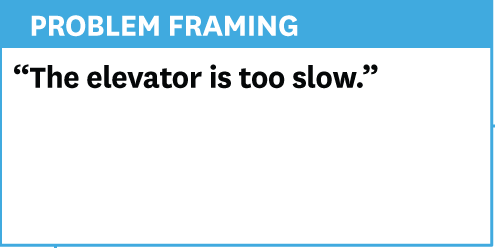 PROBLEM FRAMING
“The elevator is too slow.”